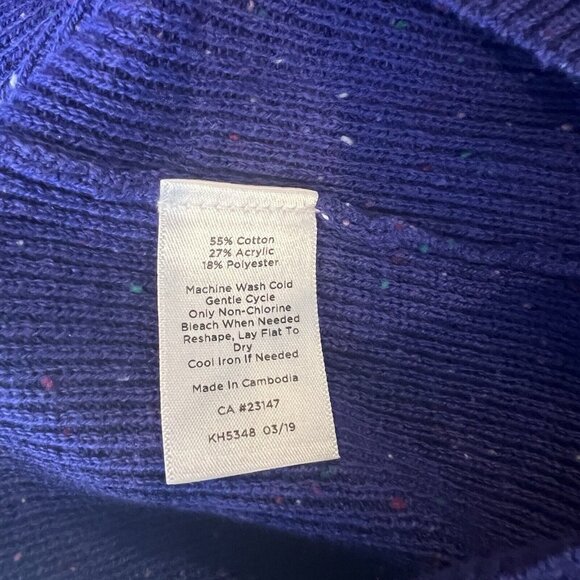 55% Cotton
27% Acrylic
18% Polyester
Machine Wash Cold
Gentle Cycle
Only Non-Chlorine
Bleach When Needed
Reshape, Lay Flat To
Dry
Cool Iron If Needed
Made In Cambodia
CA #23147
KH5348 03/19